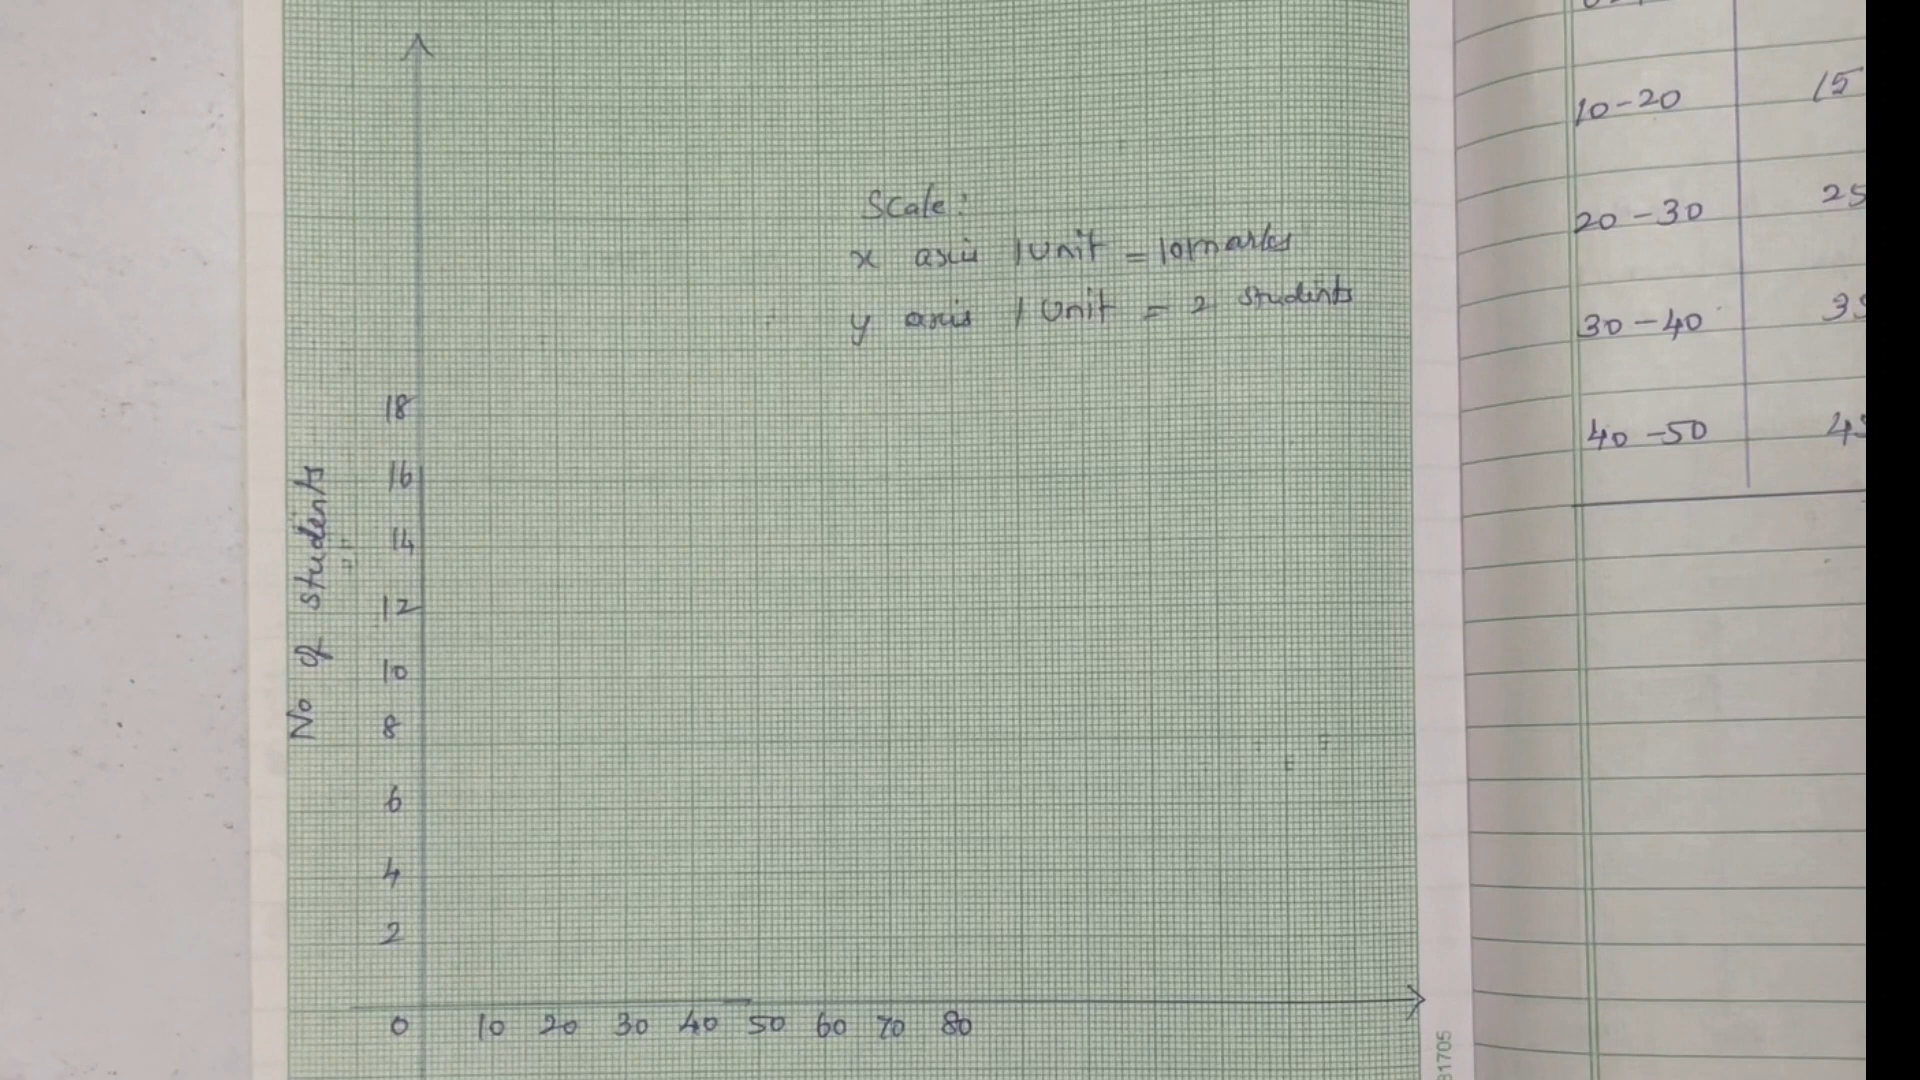 Scale:
x axis 1 Unit = 10 marks
y axis 1 Unit = 2 students
18
16
14
12
10
8
6
4
2
No of students
0 10 20 30 40 50 60 70 80
10-20 15
20-30 25
30-40
40-50
81705